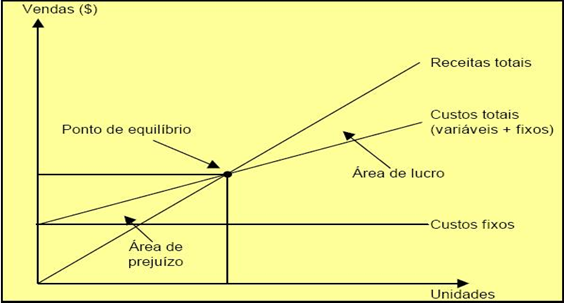 Vendas ($)
Receitas totais
Custos totais
(variáveis + fixos)
Ponto de equilíbrio
Área de lucro
Custos fixos
Área de
prejuízo
Unidades